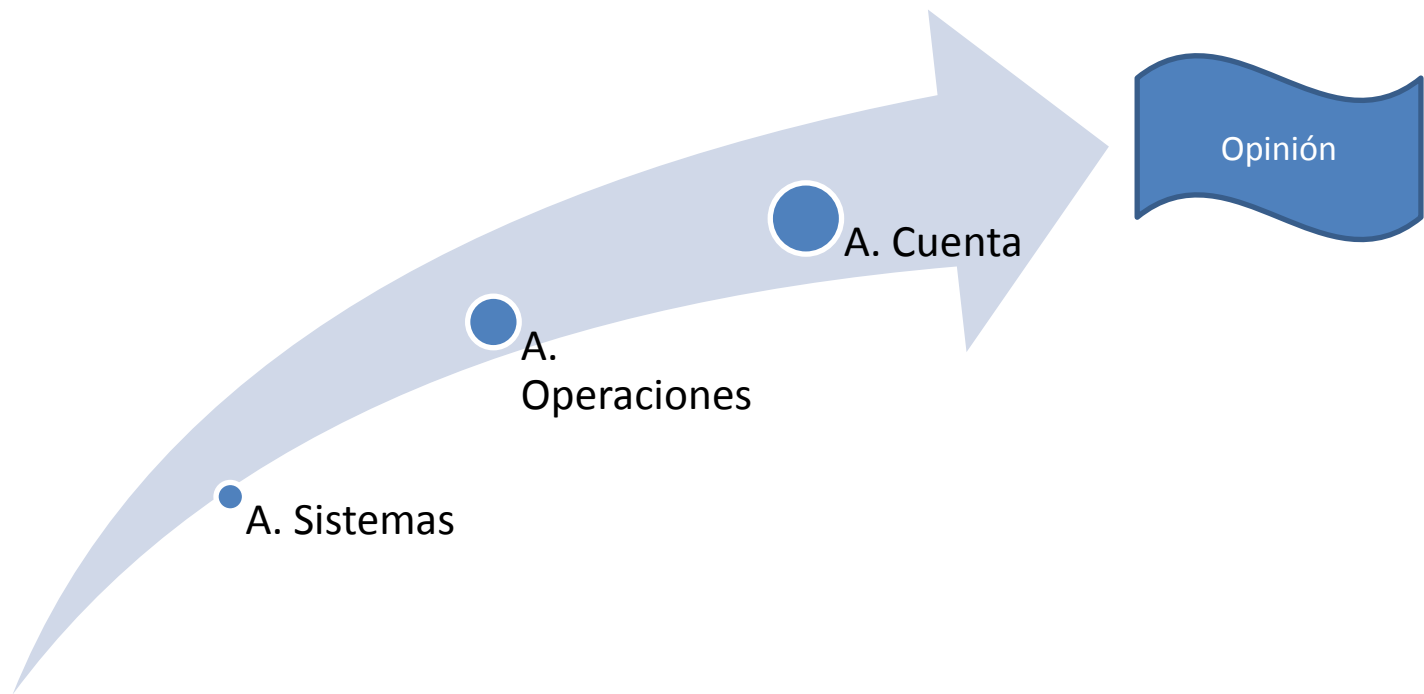 Opinión
A. Cuenta
A.
Operaciones
A. Sistemas